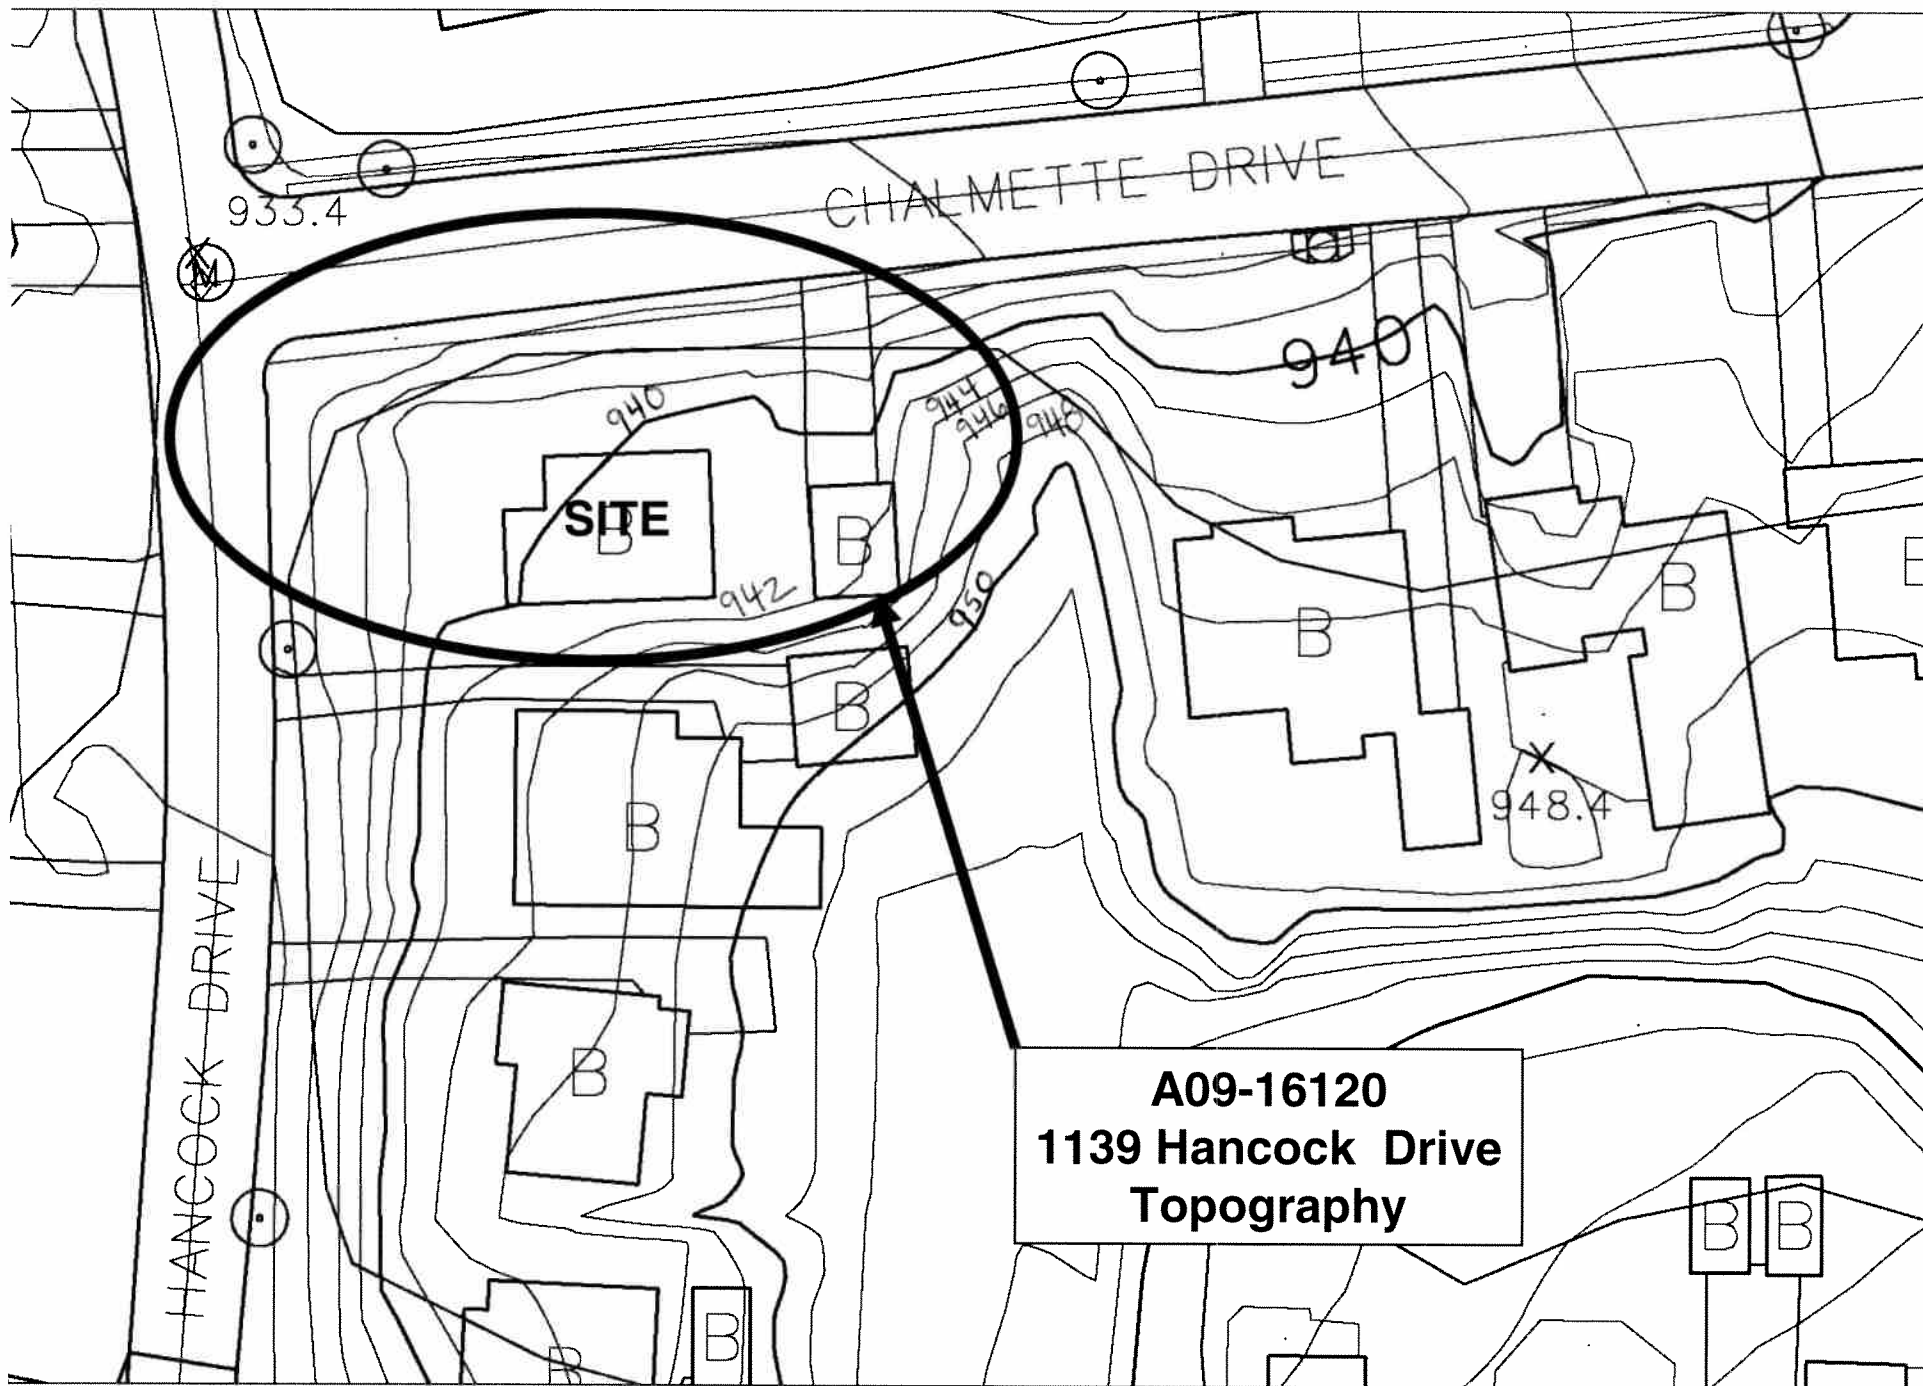 933.4
M
CHALMETTE DRIVE
940
940
944
946
948
SITE
B
B
942
950
B
B
B
B
B
948.4
HANCOCK DRIVE
B
A09-16120
1139 Hancock Drive
Topography
B
B
B
B